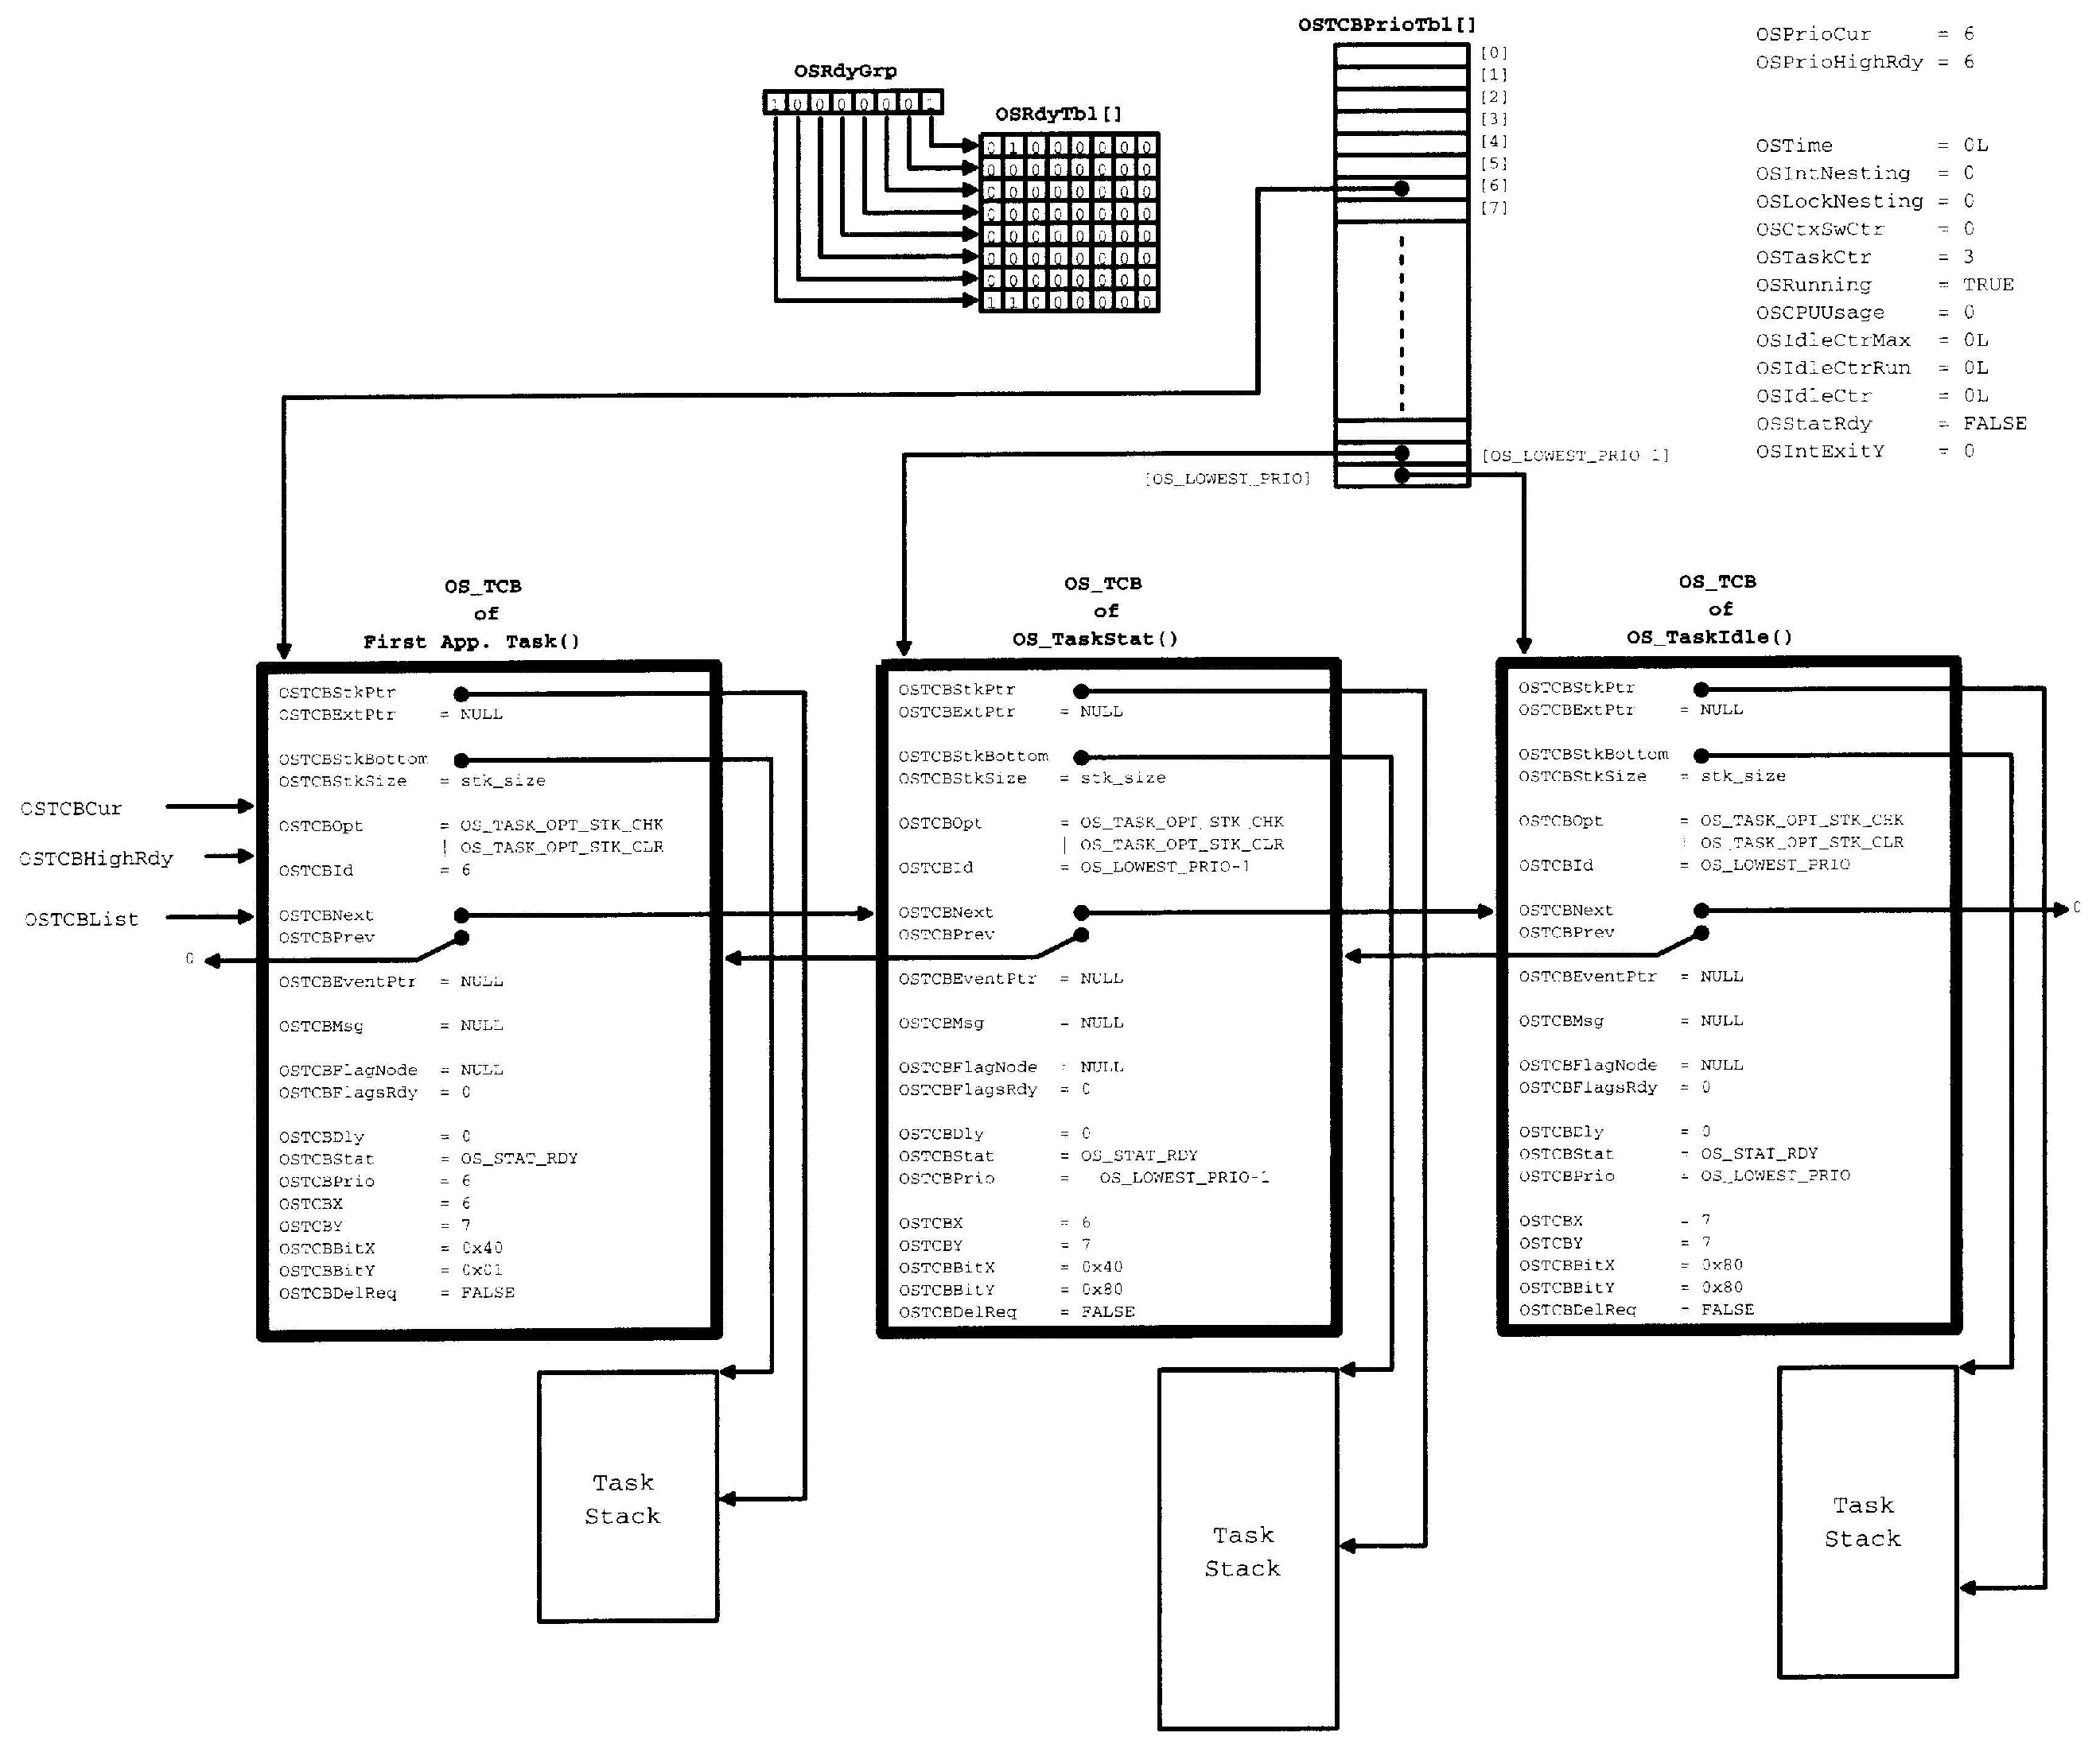 OSTCBPrioTbl[]
[0]
[1]
[2]
[3]
[4]
[5]
[6]
[7]
[OS_LOWEST_PRIO-1]
[OS_LOWEST_PRIO]
OSPrioCur = 6
OSPrioHighRdy = 6
OSTime = 0L
OSIntNesting = 0
OSLockNesting = 0
OSCtxSwCtr = 0
OSTaskCtr = 3
OSRunning = TRUE
OSCPUUsage = 0
OSIdleCtrMax = 0L
OSIdleCtrRun = 0L
OSIdleCtr = 0L
OSStatRdy = FALSE
OSIntExitY = 0
OSRdyGrp
1 0 0 0 0 0 0 1
OSRdyTbl[]
0 1 0 0 0 0 0 0
0 0 0 0 0 0 0 0
0 0 0 0 0 0 0 0
0 0 0 0 0 0 0 0
0 0 0 0 0 0 0 0
0 0 0 0 0 0 0 0
0 0 0 0 0 0 0 0
1 1 0 0 0 0 0 0
OSTCBCur
OSTCBHighRdy
OSTCBList
0
OS_TCB
of
First App. Task()
OSTCBStkPtr
OSTCBExtPtr = NULL
OSTCBStkBottom
OSTCBStkSize = stk_size
OSTCBOpt = OS_TASK_OPT_STK_CHK
| OS_TASK_OPT_STK_CLR
OSTCBId = 6
OSTCBNext
OSTCBPrev
OSTCBEventPtr = NULL
OSTCBMsg = NULL
OSTCBFlagNode = NULL
OSTCBFlagsRdy = 0
OSTCBDly = 0
OSTCBStat = OS_STAT_RDY
OSTCBPrio = 6
OSTCBX = 6
OSTCBY = 7
OSTCBBitX = 0x40
OSTCBBitY = 0x01
OSTCBDelReq = FALSE
Task
Stack
OS_TCB
of
OS_TaskStat()
OSTCBStkPtr
OSTCBExtPtr = NULL
OSTCBStkBottom
OSTCBStkSize = stk_size
OSTCBOpt = OS_TASK_OPT_STK_CHK
| OS_TASK_OPT_STK_CLR
OSTCBId = OS_LOWEST_PRIO-1
OSTCBNext
OSTCBPrev
OSTCBEventPtr = NULL
OSTCBMsg = NULL
OSTCBFlagNode = NULL
OSTCBFlagsRdy = 0
OSTCBDly = 0
OSTCBStat = OS_STAT_RDY
OSTCBPrio = OS_LOWEST_PRIO-1
OSTCBX = 6
OSTCBY = 7
OSTCBBitX = 0x40
OSTCBBitY = 0x80
OSTCBDelReq = FALSE
Task
Stack
OS_TCB
of
OS_TaskIdle()
OSTCBStkPtr
OSTCBExtPtr = NULL
OSTCBStkBottom
OSTCBStkSize = stk_size
OSTCBOpt = OS_TASK_OPT_STK_CHK
| OS_TASK_OPT_STK_CLR
OSTCBId = OS_LOWEST_PRIO
OSTCBNext
OSTCBPrev
0
OSTCBEventPtr = NULL
OSTCBMsg = NULL
OSTCBFlagNode = NULL
OSTCBFlagsRdy = 0
OSTCBDly = 0
OSTCBStat = OS_STAT_RDY
OSTCBPrio = OS_LOWEST_PRIO
OSTCBX = 7
OSTCBY = 7
OSTCBBitX = 0x80
OSTCBBitY = 0x80
OSTCBDelReq = FALSE
Task
Stack